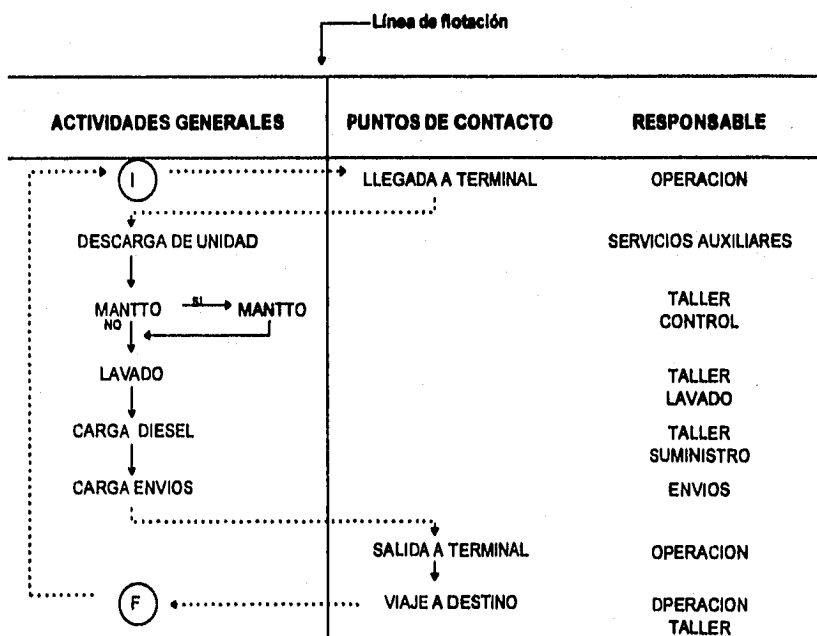 Línea de flotación
ACTIVIDADES GENERALES PUNTOS DE CONTACTO RESPONSABLE
I LLEGADA A TERMINAL OPERACION
DESCARGA DE UNIDAD SERVICIOS AUXILIARES
MANTTO SI MANTTO TALLER
NO CONTROL
LAVADO TALLER
LAVADO
CARGA DIESEL TALLER
SUMINISTRO
CARGA ENVIOS ENVIOS
SALIDA A TERMINAL OPERACION
F VIAJE A DESTINO DPERACION
TALLER